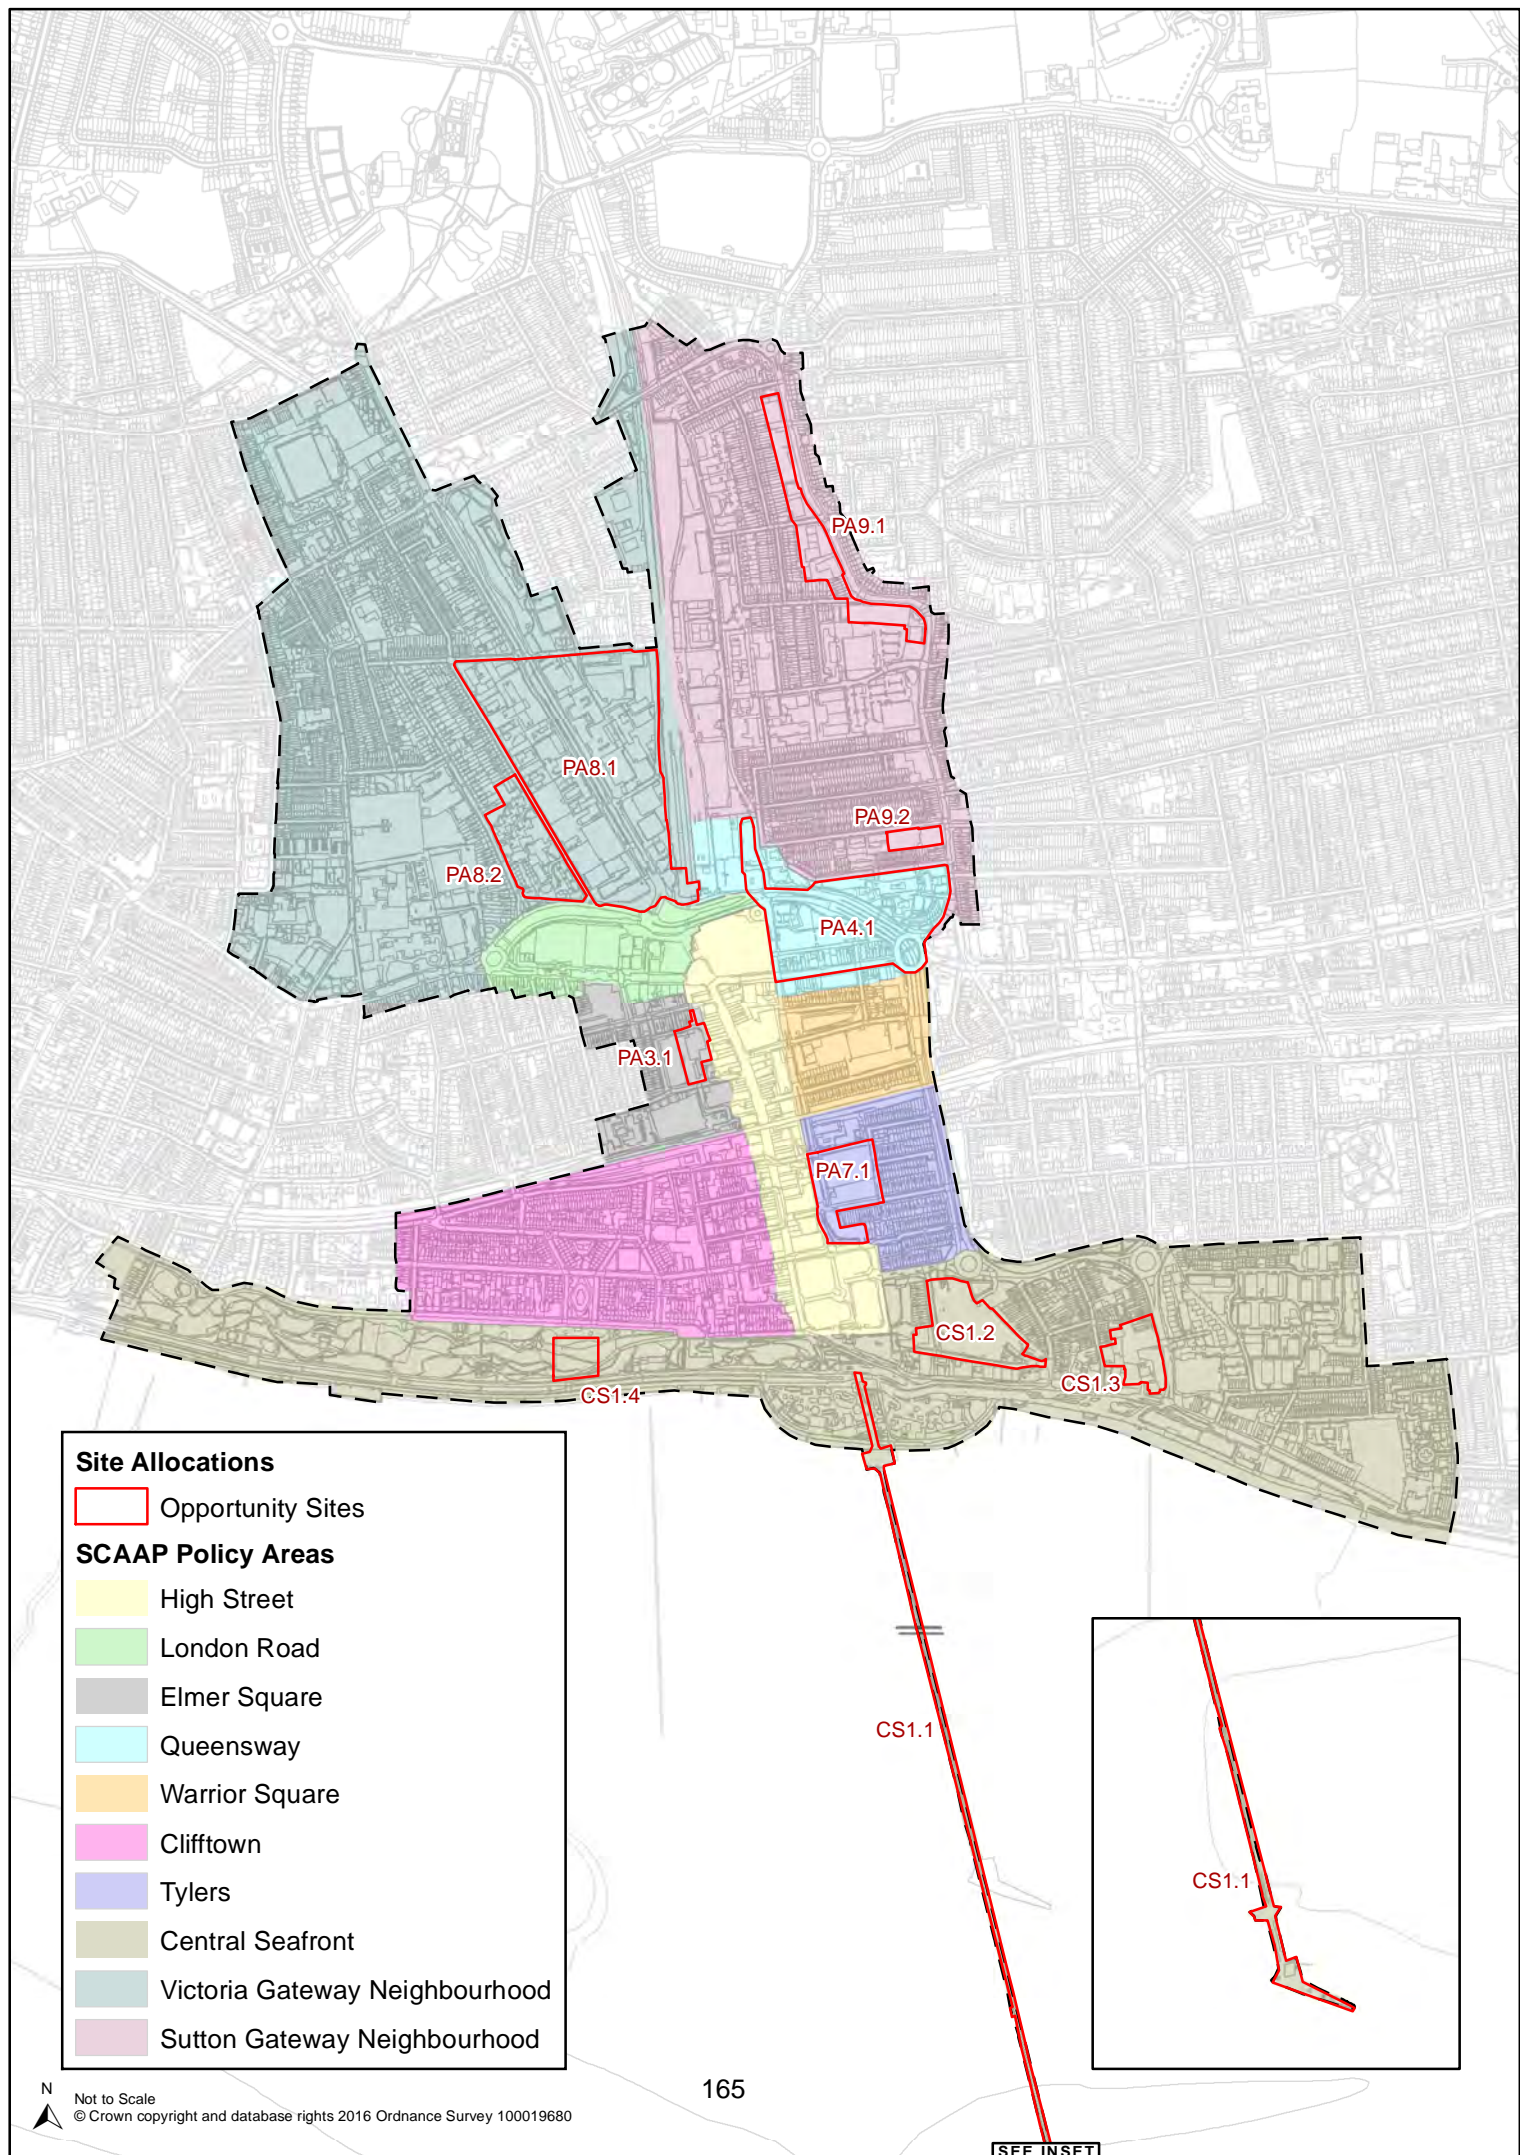 PA9.1
PA8.1
PA9.2
PA8.2
PA4.1
PA3.1
PA7.1
CS1.2
CS1.3
CS1.4
Site Allocations
Opportunity Sites
SCAAP Policy Areas
High Street
London Road
Elmer Square
Queensway
Warrior Square
Clifftown
Tylers
Central Seafront
Victoria Gateway Neighbourhood
Sutton Gateway Neighbourhood
CS1.1
CS1.1
N
Not to Scale
© Crown copyright and database rights 2016 Ordnance Survey 100019680
165
SEE INSET